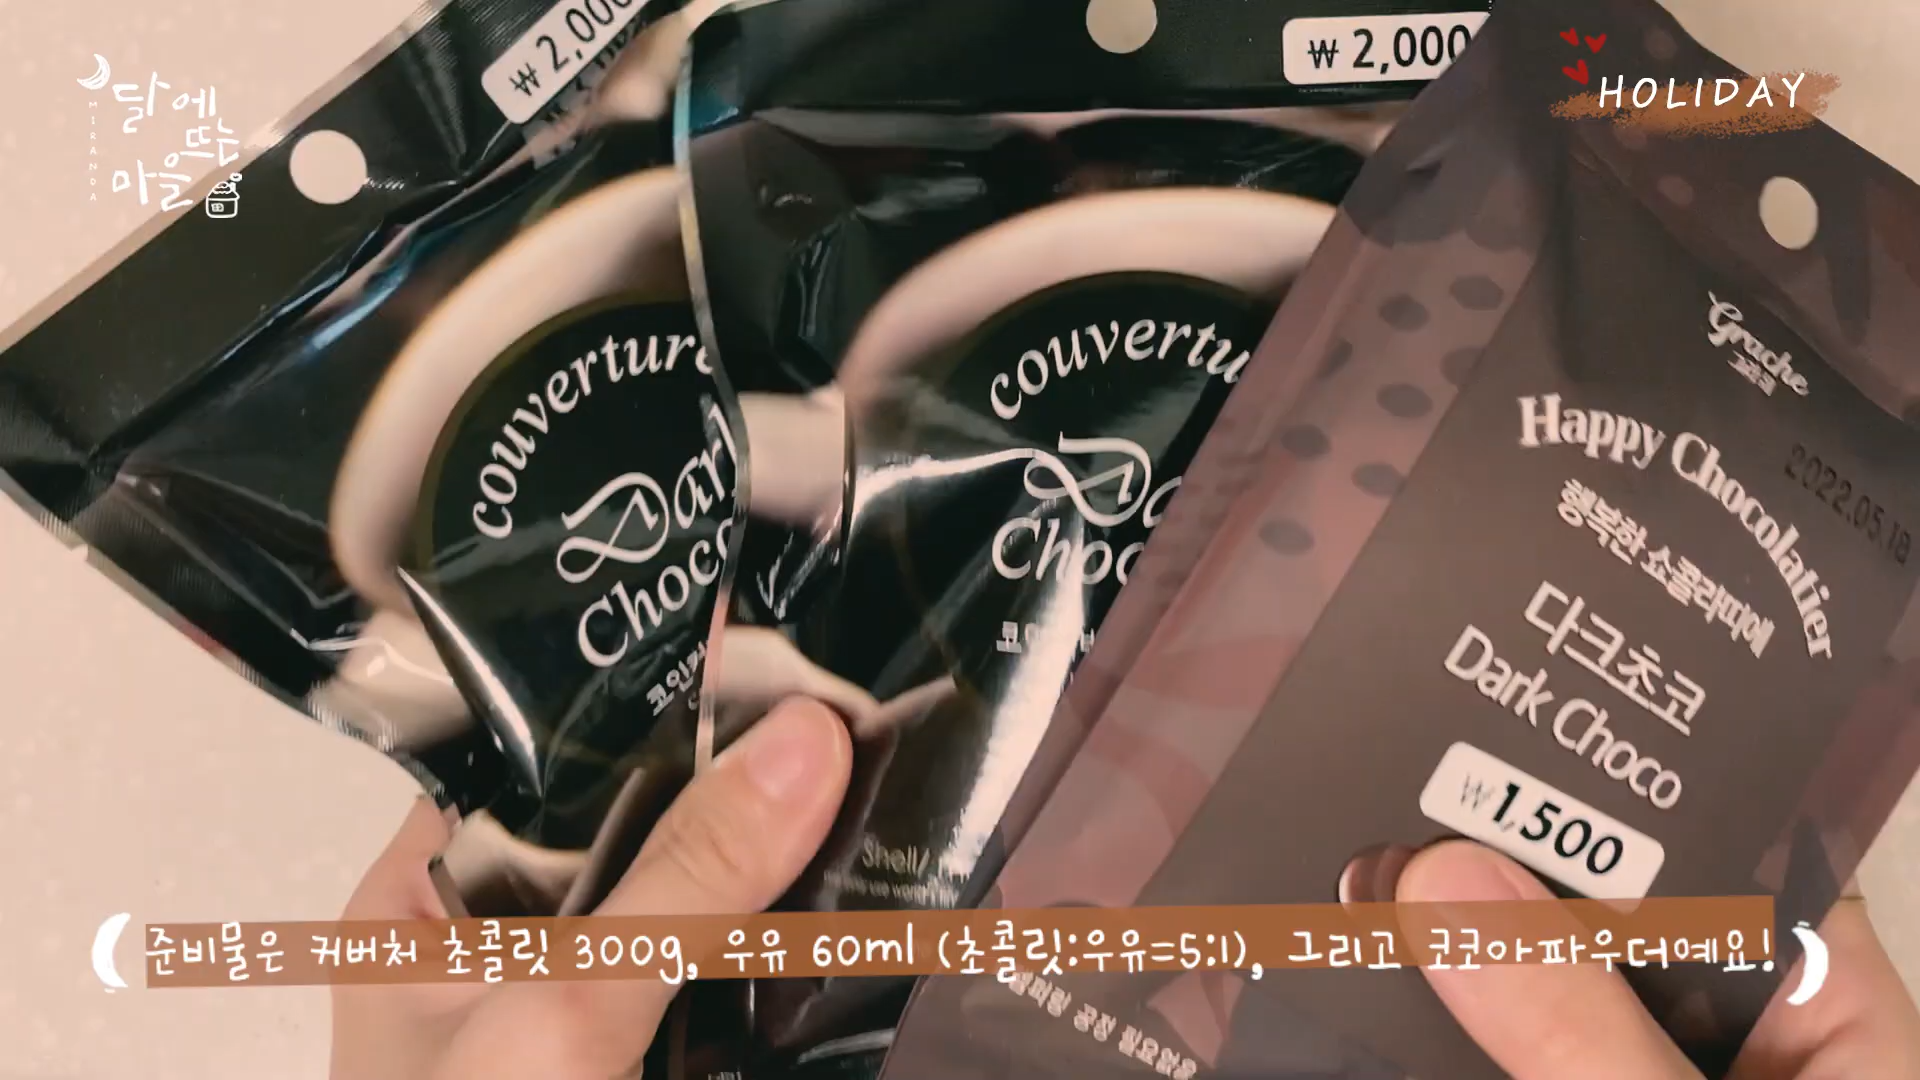 달에
뜨는
마을
MIRANDA
HOLIDAY
₩2,000
couverture
Dark
₩2,000
Grache
그라쉐
Happy Chocolatier
행복한 쇼콜라띠에
2022.05.18
다크초코
Dark Choco
₩1,500
준비물은 커버처 초콜릿 300g, 우유 60ml (초콜릿:우유=5:1), 그리고 코코아파우더예요!